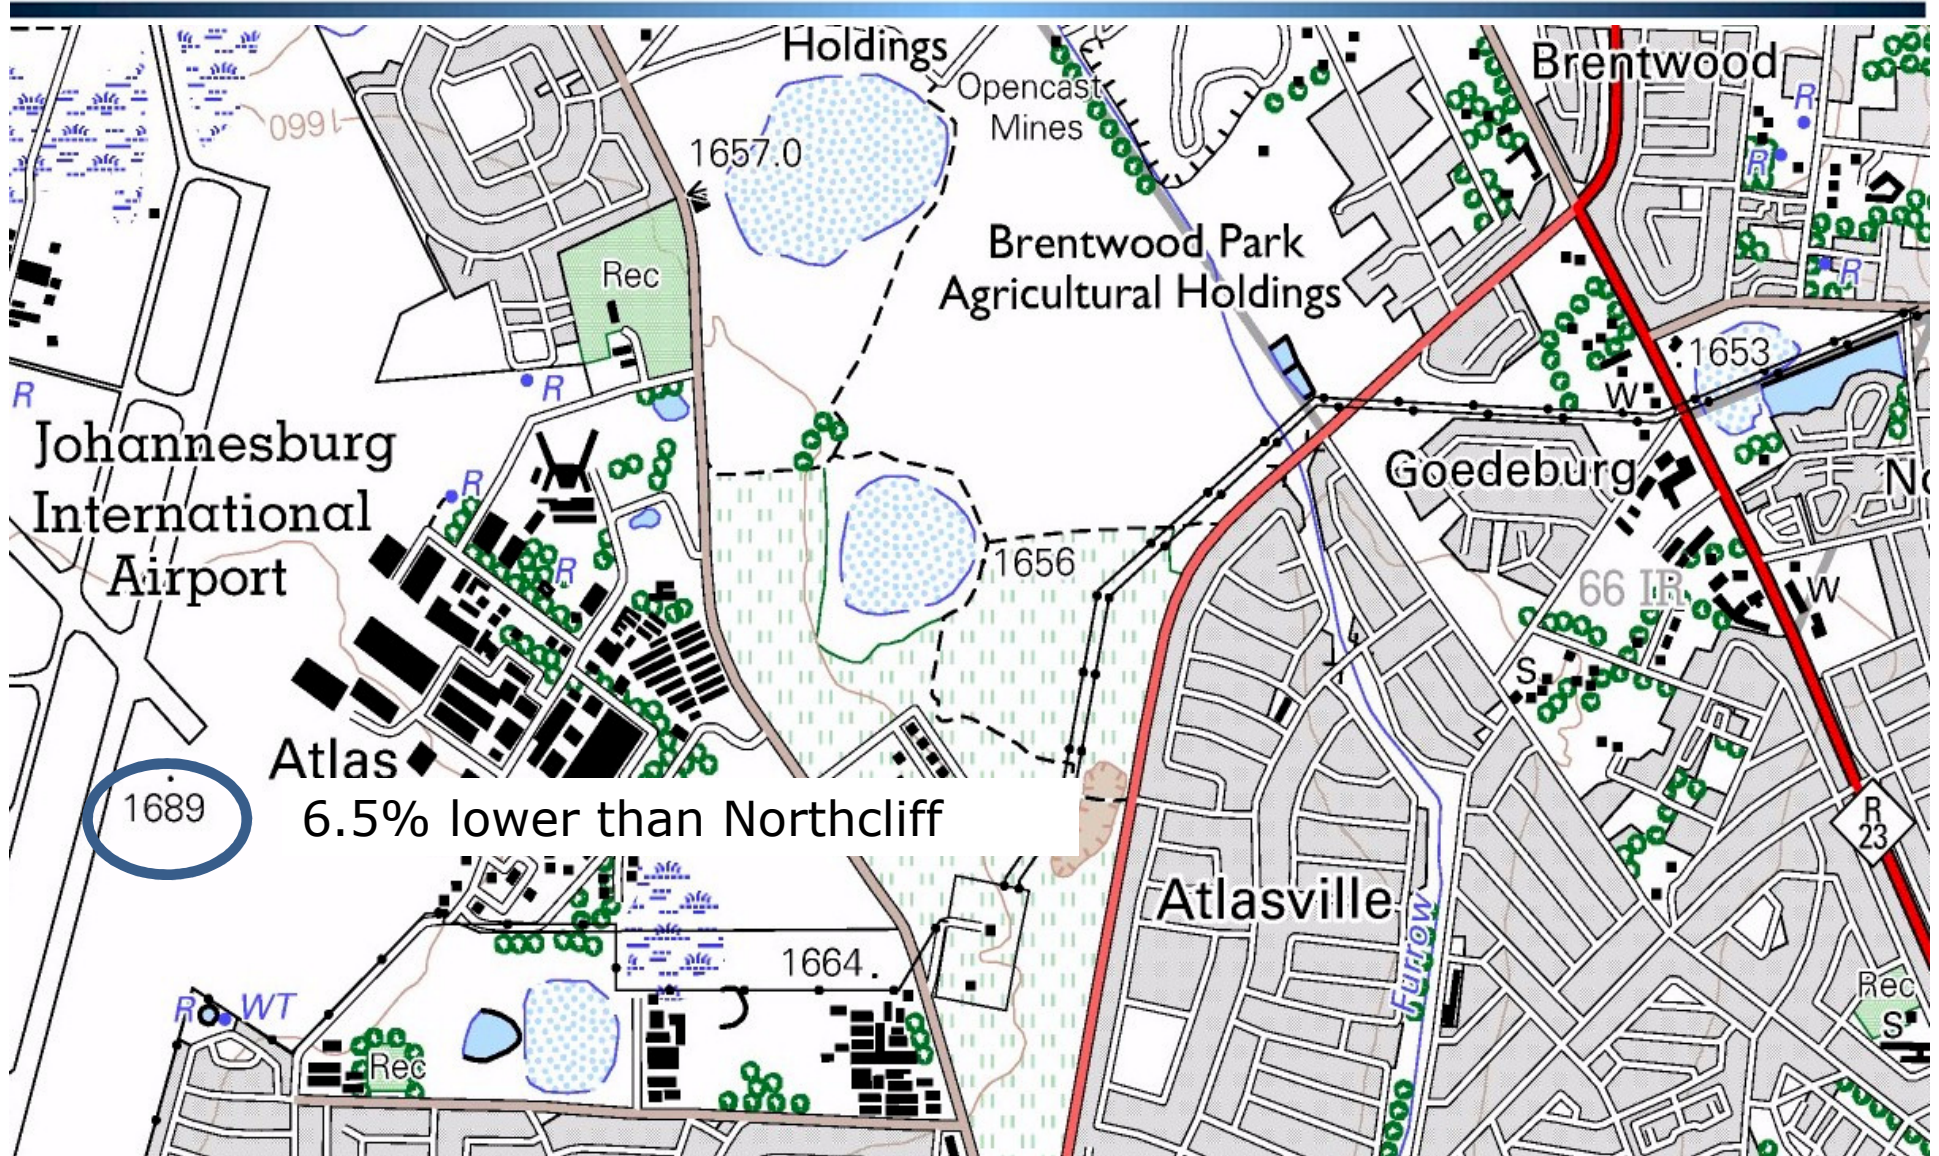 Holdings
Opencast
Mines
Brentwood
R
1660
1657.0
R
Brentwood Park
Agricultural Holdings
Rec
R
1653
R
R
W
Johannesburg
International
Airport
R
Goedeburg
No
1656
R
66 IR
W
S
Atlas
1689
6.5% lower than Northcliff
R
23
Atlasville
Furrow
1664
R
WT
Rec
Rec
S